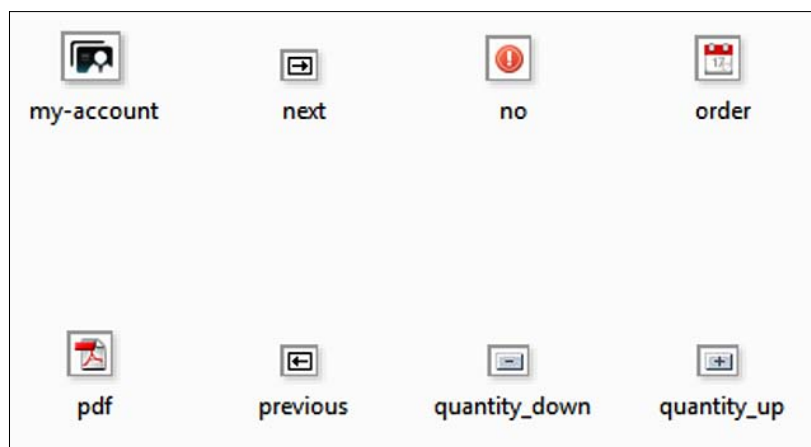 my-account
next
no
order
pdf
previous
quantity_down
quantity_up